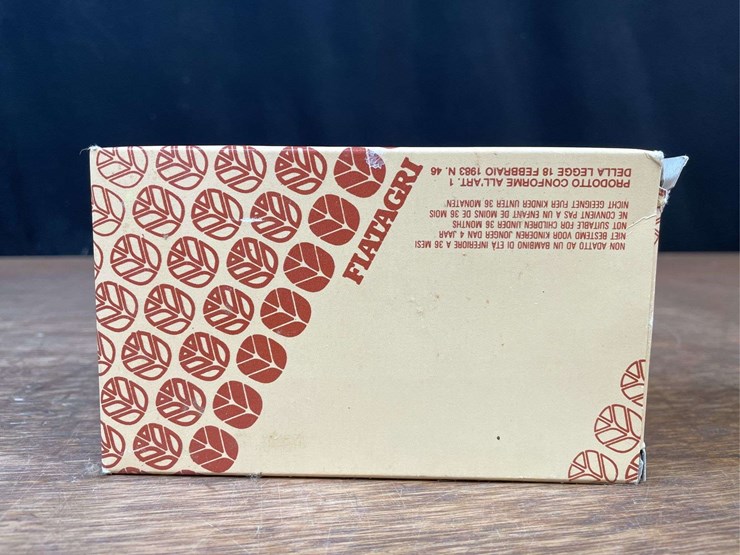 FIATAGRI
NON ADATTO AD UN BAMBINO DI ETÀ INFERIORE A 36 MESI
NIET BESTEMD VOOR KINDEREN JONGER DAN 4 JAAR
NOT SUITABLE FOR CHILDREN UNDER 36 MONTHS
NE CONVIENT PAS A UN ENFANT DE MOINS DE 36 MOIS
NICHT GEEIGENET FUER KINDER UNTER 36 MONATEN
PRODOTTO CONFORME ALL'ART. 1
DELLA LEGGE 18 FEBBRAIO 1983 N. 46